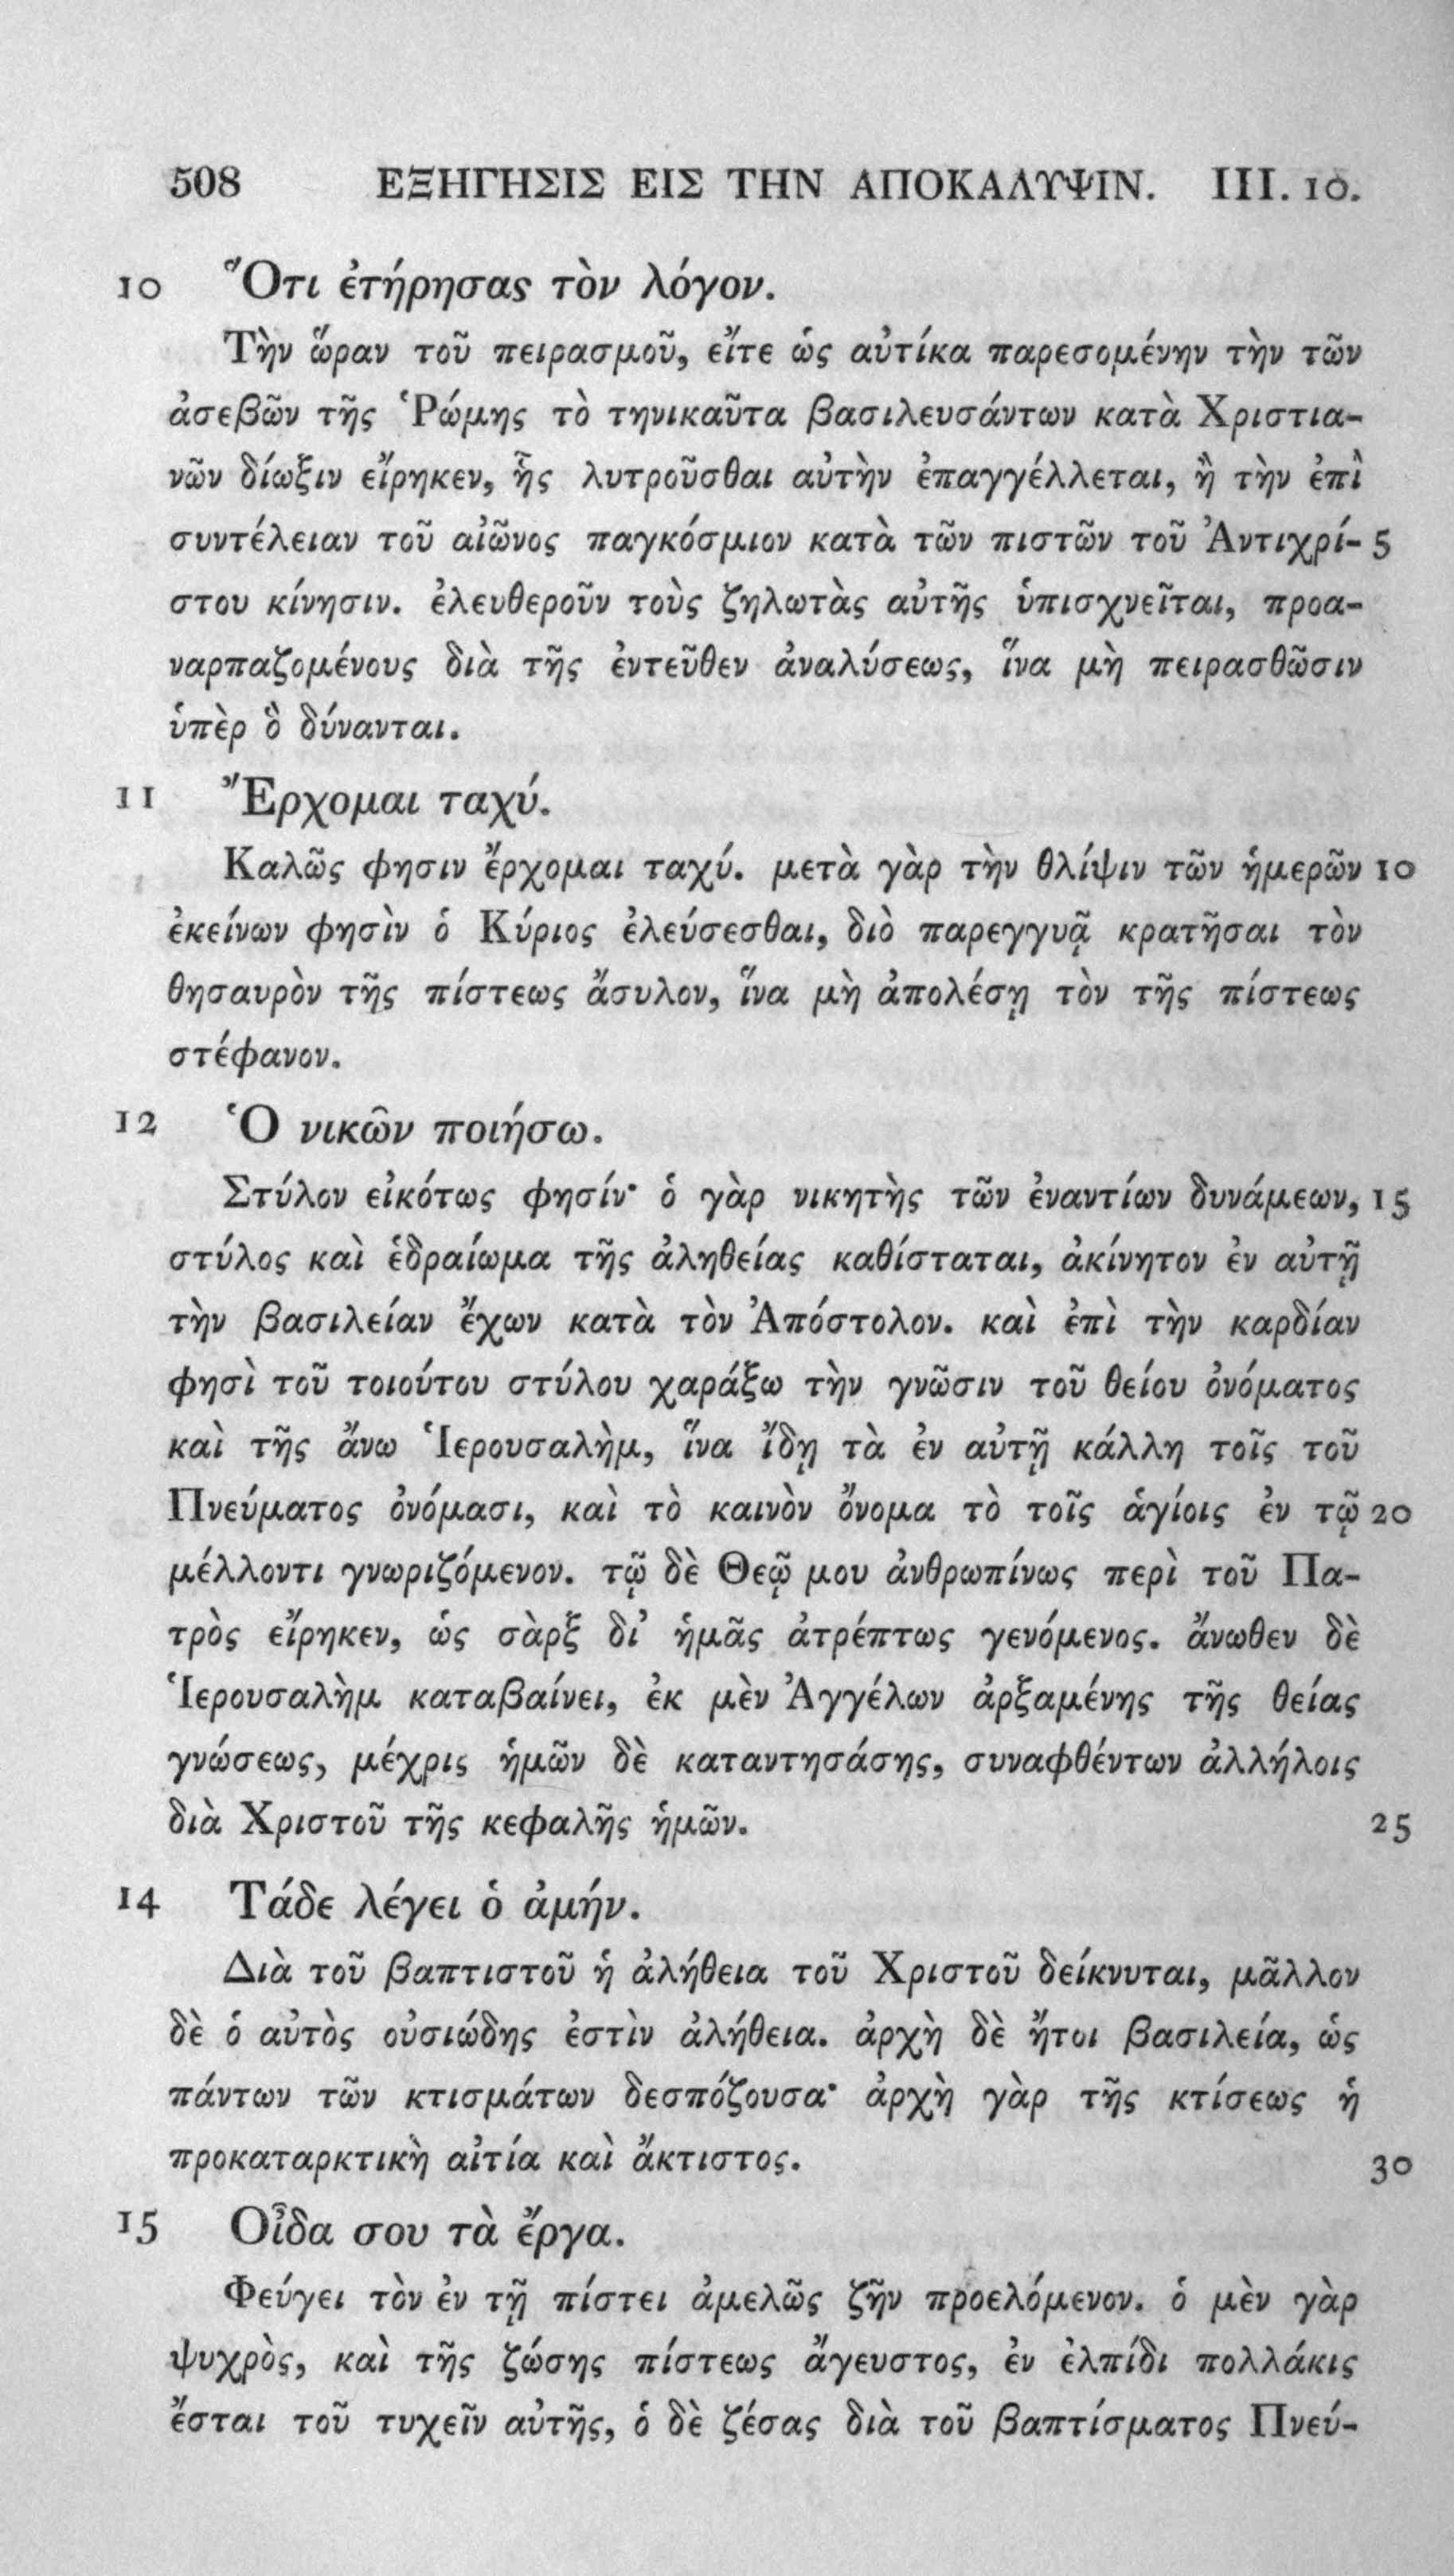 508 ΕΞΗΓΗΣΙΣ ΕΙΣ ΤΗΝ ΑΠΟΚΑΛΥΨΙΝ. III. 10.
10 Ὅτι ἐτήρησας τὸν λόγον.
Τὴν ὥραν τοῦ πειρασμοῦ, εἴτε ὡς αὐτίκα παρεσομένην τὴν τῶν
ἀσεβῶν τῆς Ῥώμης τὸ τηνικαῦτα βασιλευσάντων κατὰ Χριστια-
νῶν δίωξιν εἴρηκεν, ἧς λυτροῦσθαι αὐτὴν ἐπαγγέλλεται, ἢ τὴν ἐπὶ
συντέλειαν τοῦ αἰῶνος παγκόσμιον κατὰ τῶν πιστῶν τοῦ Ἀντιχρί- 5
στου κίνησιν. ἐλευθεροῦν τοὺς ζηλωτὰς αὐτῆς ὑπισχνεῖται, προα-
ναρπαζομένους διὰ τῆς ἐντεῦθεν ἀναλύσεως, ἵνα μὴ πειρασθῶσιν
ὑπὲρ ὃ δύνανται.
11 Ἔρχομαι ταχύ.
Καλῶς φησιν ἔρχομαι ταχύ. μετὰ γὰρ τὴν θλίψιν τῶν ἡμερῶν 10
ἐκείνων φησὶν ὁ Κύριος ἐλεύσεσθαι, διὸ παρεγγυᾷ κρατῆσαι τὸν
θησαυρὸν τῆς πίστεως ἄσυλον, ἵνα μὴ ἀπολέσῃ τὸν τῆς πίστεως
στέφανον.
12 Ὁ νικῶν ποιήσω.
Στύλον εἰκότως φησίν· ὁ γὰρ νικητὴς τῶν ἐναντίων δυνάμεων, 15
στύλος καὶ ἑδραίωμα τῆς ἀληθείας καθίσταται, ἀκίνητον ἐν αὐτῇ
τὴν βασιλείαν ἔχων κατὰ τὸν Ἀπόστολον. καὶ ἐπὶ τὴν καρδίαν
φησὶ τοῦ τοιούτου στύλου χαράξω τὴν γνῶσιν τοῦ θείου ὀνόματος
καὶ τῆς ἄνω Ἱερουσαλὴμ, ἵνα ἴδῃ τὰ ἐν αὐτῇ κάλλη τοῖς τοῦ
Πνεύματος ὀνόμασι, καὶ τὸ καινὸν ὄνομα τὸ τοῖς ἁγίοις ἐν τῷ 20
μέλλοντι γνωριζόμενον. τῷ δὲ Θεῷ μου ἀνθρωπίνως περὶ τοῦ Πα-
τρὸς εἴρηκεν, ὡς σὰρξ δι᾽ ἡμᾶς ἀτρέπτως γενόμενος. ἄνωθεν δὲ
Ἱερουσαλὴμ καταβαίνει, ἐκ μὲν Ἀγγέλων ἀρξαμένης τῆς θείας
γνώσεως, μέχρις ἡμῶν δὲ καταντησάσης, συναφθέντων ἀλλήλοις
διὰ Χριστοῦ τῆς κεφαλῆς ἡμῶν. 25
14 Τάδε λέγει ὁ ἀμήν.
Διὰ τοῦ βαπτιστοῦ ἡ ἀλήθεια τοῦ Χριστοῦ δείκνυται, μᾶλλον
δὲ ὁ αὐτὸς οὐσιώδης ἐστὶν ἀλήθεια. ἀρχὴ δὲ ἤτοι βασιλεία, ὡς
πάντων τῶν κτισμάτων δεσπόζουσα· ἀρχὴ γὰρ τῆς κτίσεως ἡ
προκαταρκτικὴ αἰτία καὶ ἄκτιστος. 30
15 Οἶδα σου τὰ ἔργα.
Φεύγει τὸν ἐν τῇ πίστει ἀμελῶς ζῆν προελόμενον. ὁ μὲν γὰρ
ψυχρὸς, καὶ τῆς ζώσης πίστεως ἄγευστος, ἐν ἐλπίδι πολλάκις
ἔσται τοῦ τυχεῖν αὐτῆς, ὁ δὲ ζέσας διὰ τοῦ βαπτίσματος Πνεύ-